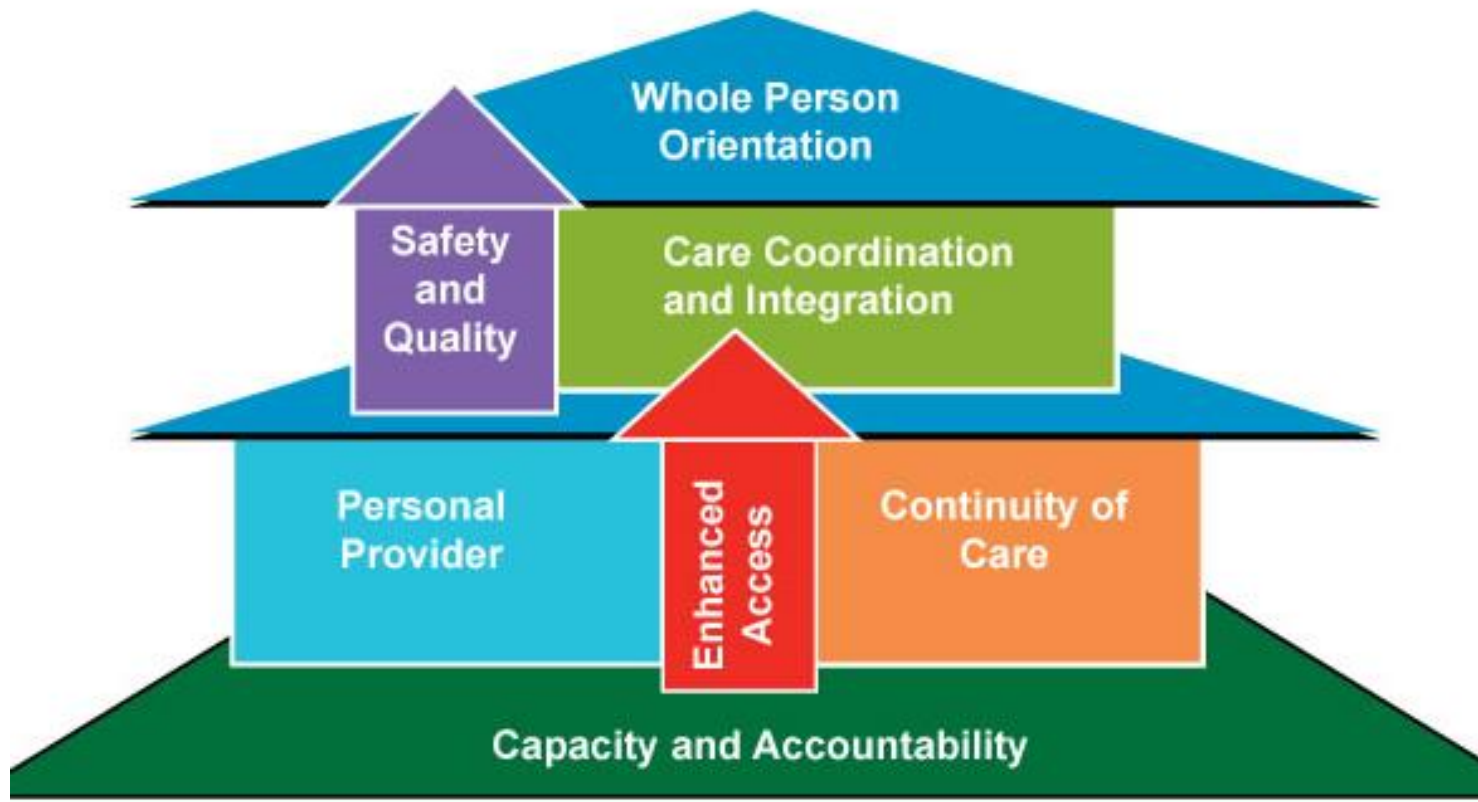 Whole Person
Orientation
Safety
and
Quality
Care Coordination
and Integration
Personal
Provider
Enhanced
Access
Continuity of
Care
Capacity and Accountability